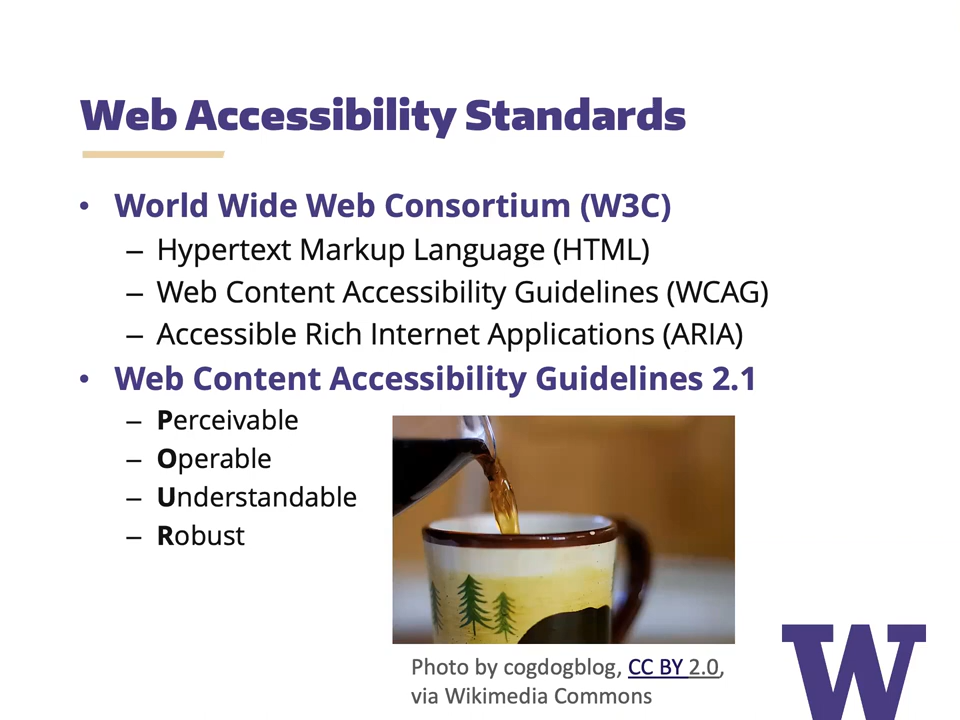 Web Accessibility Standards
• World Wide Web Consortium (W3C)
– Hypertext Markup Language (HTML)
– Web Content Accessibility Guidelines (WCAG)
– Accessible Rich Internet Applications (ARIA)
• Web Content Accessibility Guidelines 2.1
– Perceivable
– Operable
– Understandable
– Robust
Photo by cogdogblog, CC BY 2.0,
via Wikimedia Commons
W